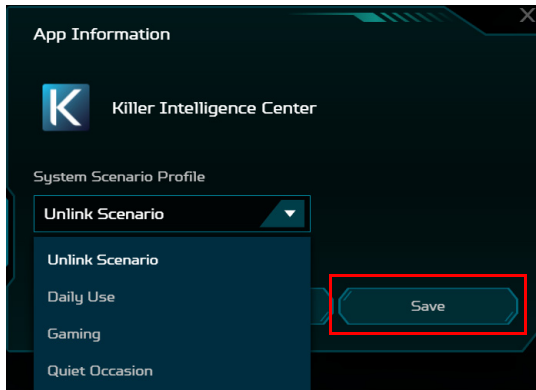 X
App Information
K
Killer Intelligence Center
System Scenario Profile
Unlink Scenario
Unlink Scenario
Daily Use
Save
Gaming
Quiet Occasion